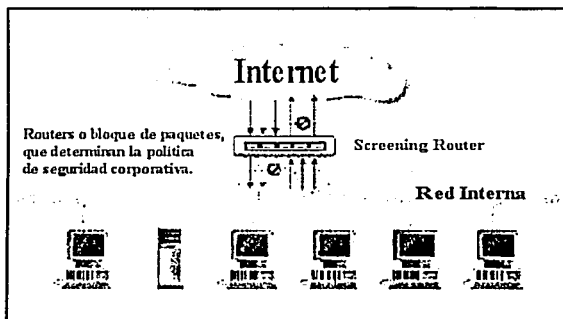 Internet
Routers o bloque de paquetes,
que determinan la política
de seguridad corporativa.
Screening Router
Red Interna